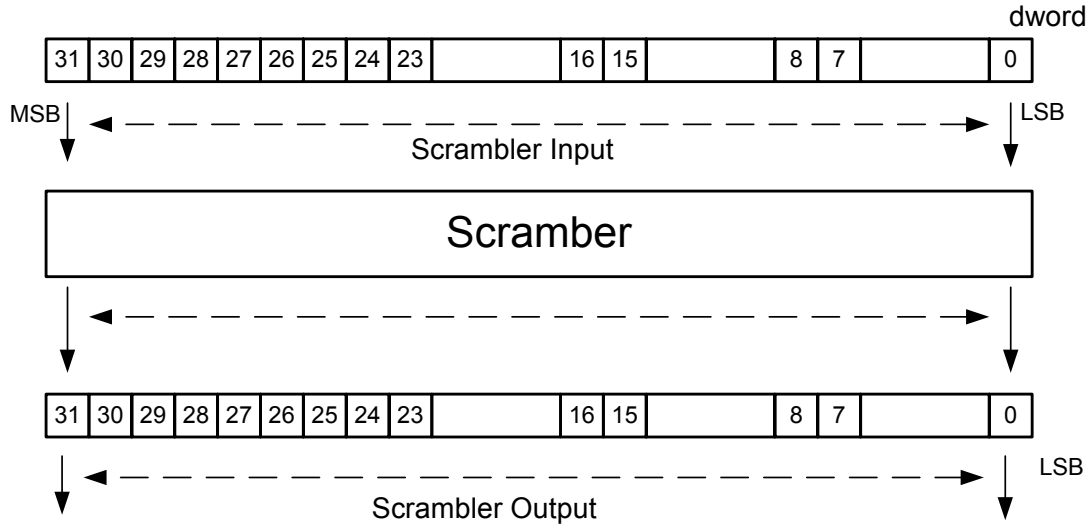 dword
31 30 29 28 27 26 25 24 23 16 15 8 7 0
MSB LSB
Scrambler Input
Scramber
31 30 29 28 27 26 25 24 23 16 15 8 7 0
LSB
Scrambler Output